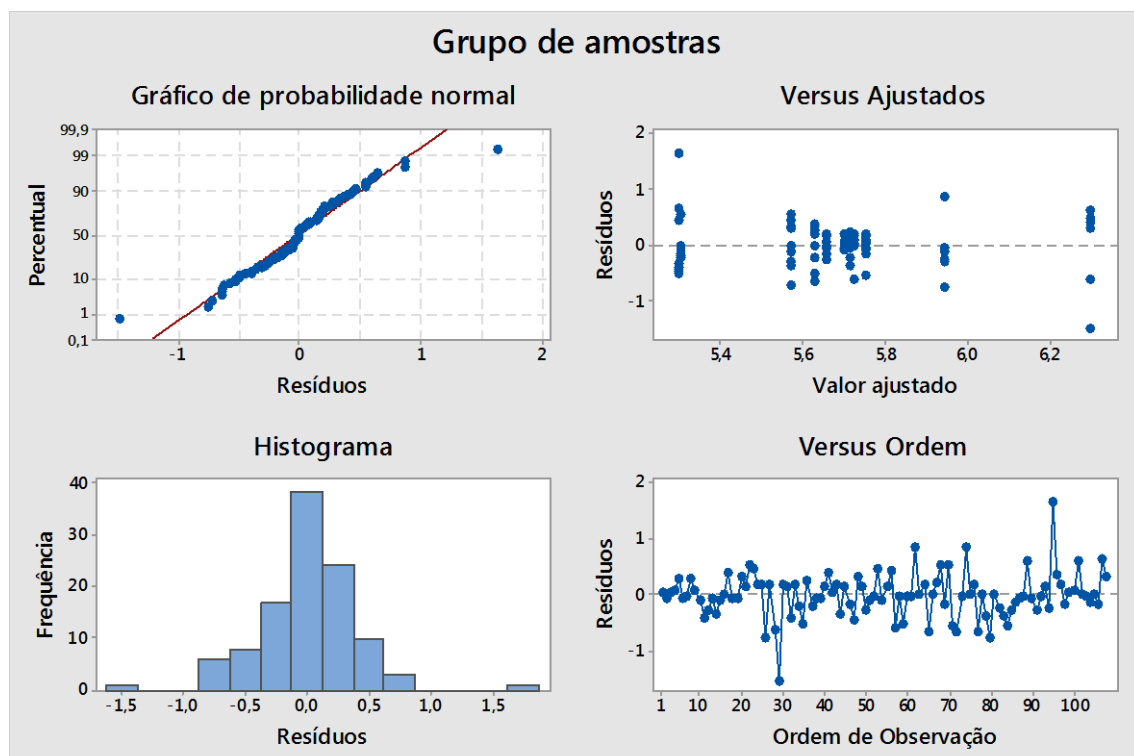 Grupo de amostras
Gráfico de probabilidade normal
99,9
99
90
50
10
1
0,1
Percentual
-1 0 1 2
Resíduos
Versus Ajustados
2
1
0
-1
Resíduos
5,4 5,6 5,8 6,0 6,2
Valor ajustado
Histograma
40
30
20
10
0
Frequência
-1,5 -1,0 -0,5 0,0 0,5 1,0 1,5
Resíduos
Versus Ordem
2
1
0
-1
Resíduos
1 10 20 30 40 50 60 70 80 90 100
Ordem de Observação